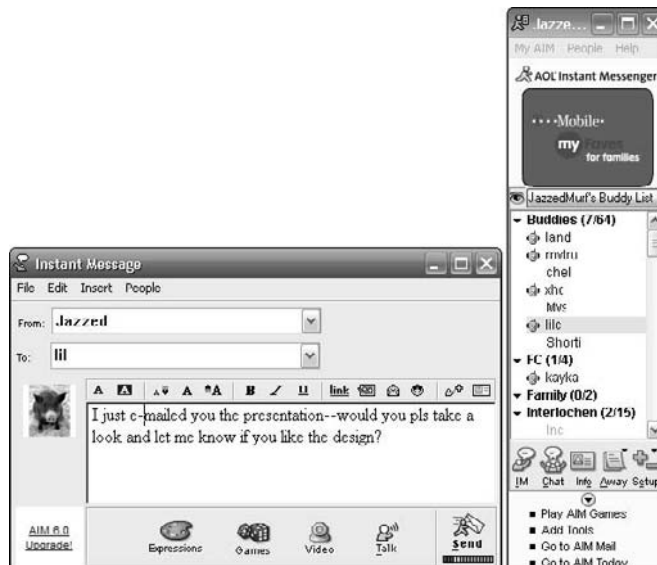 Instant Message
File Edit Insert People
From: Jazzed
To: lil
A A A A A B I U link
I just e-mailed you the presentation--would you pls take a
look and let me know if you like the design?
AIM 6.0
Upgrade!
Expressions Games Video Talk Send
Jazze...
My AIM People Help
AOL Instant Messenger
Mobile
my Faves
for families
JazzedMurf's Buddy List
Buddies (7/64)
land
chel
xhc
Mvs
lilc
Shorti
FC (1/4)
kayka
Family (0/2)
Interlochen (2/15)
Inc
IM Chat Info Away Setup
Play AIM Games
Add Tools
Go to AIM Mail
Go to AIM Today